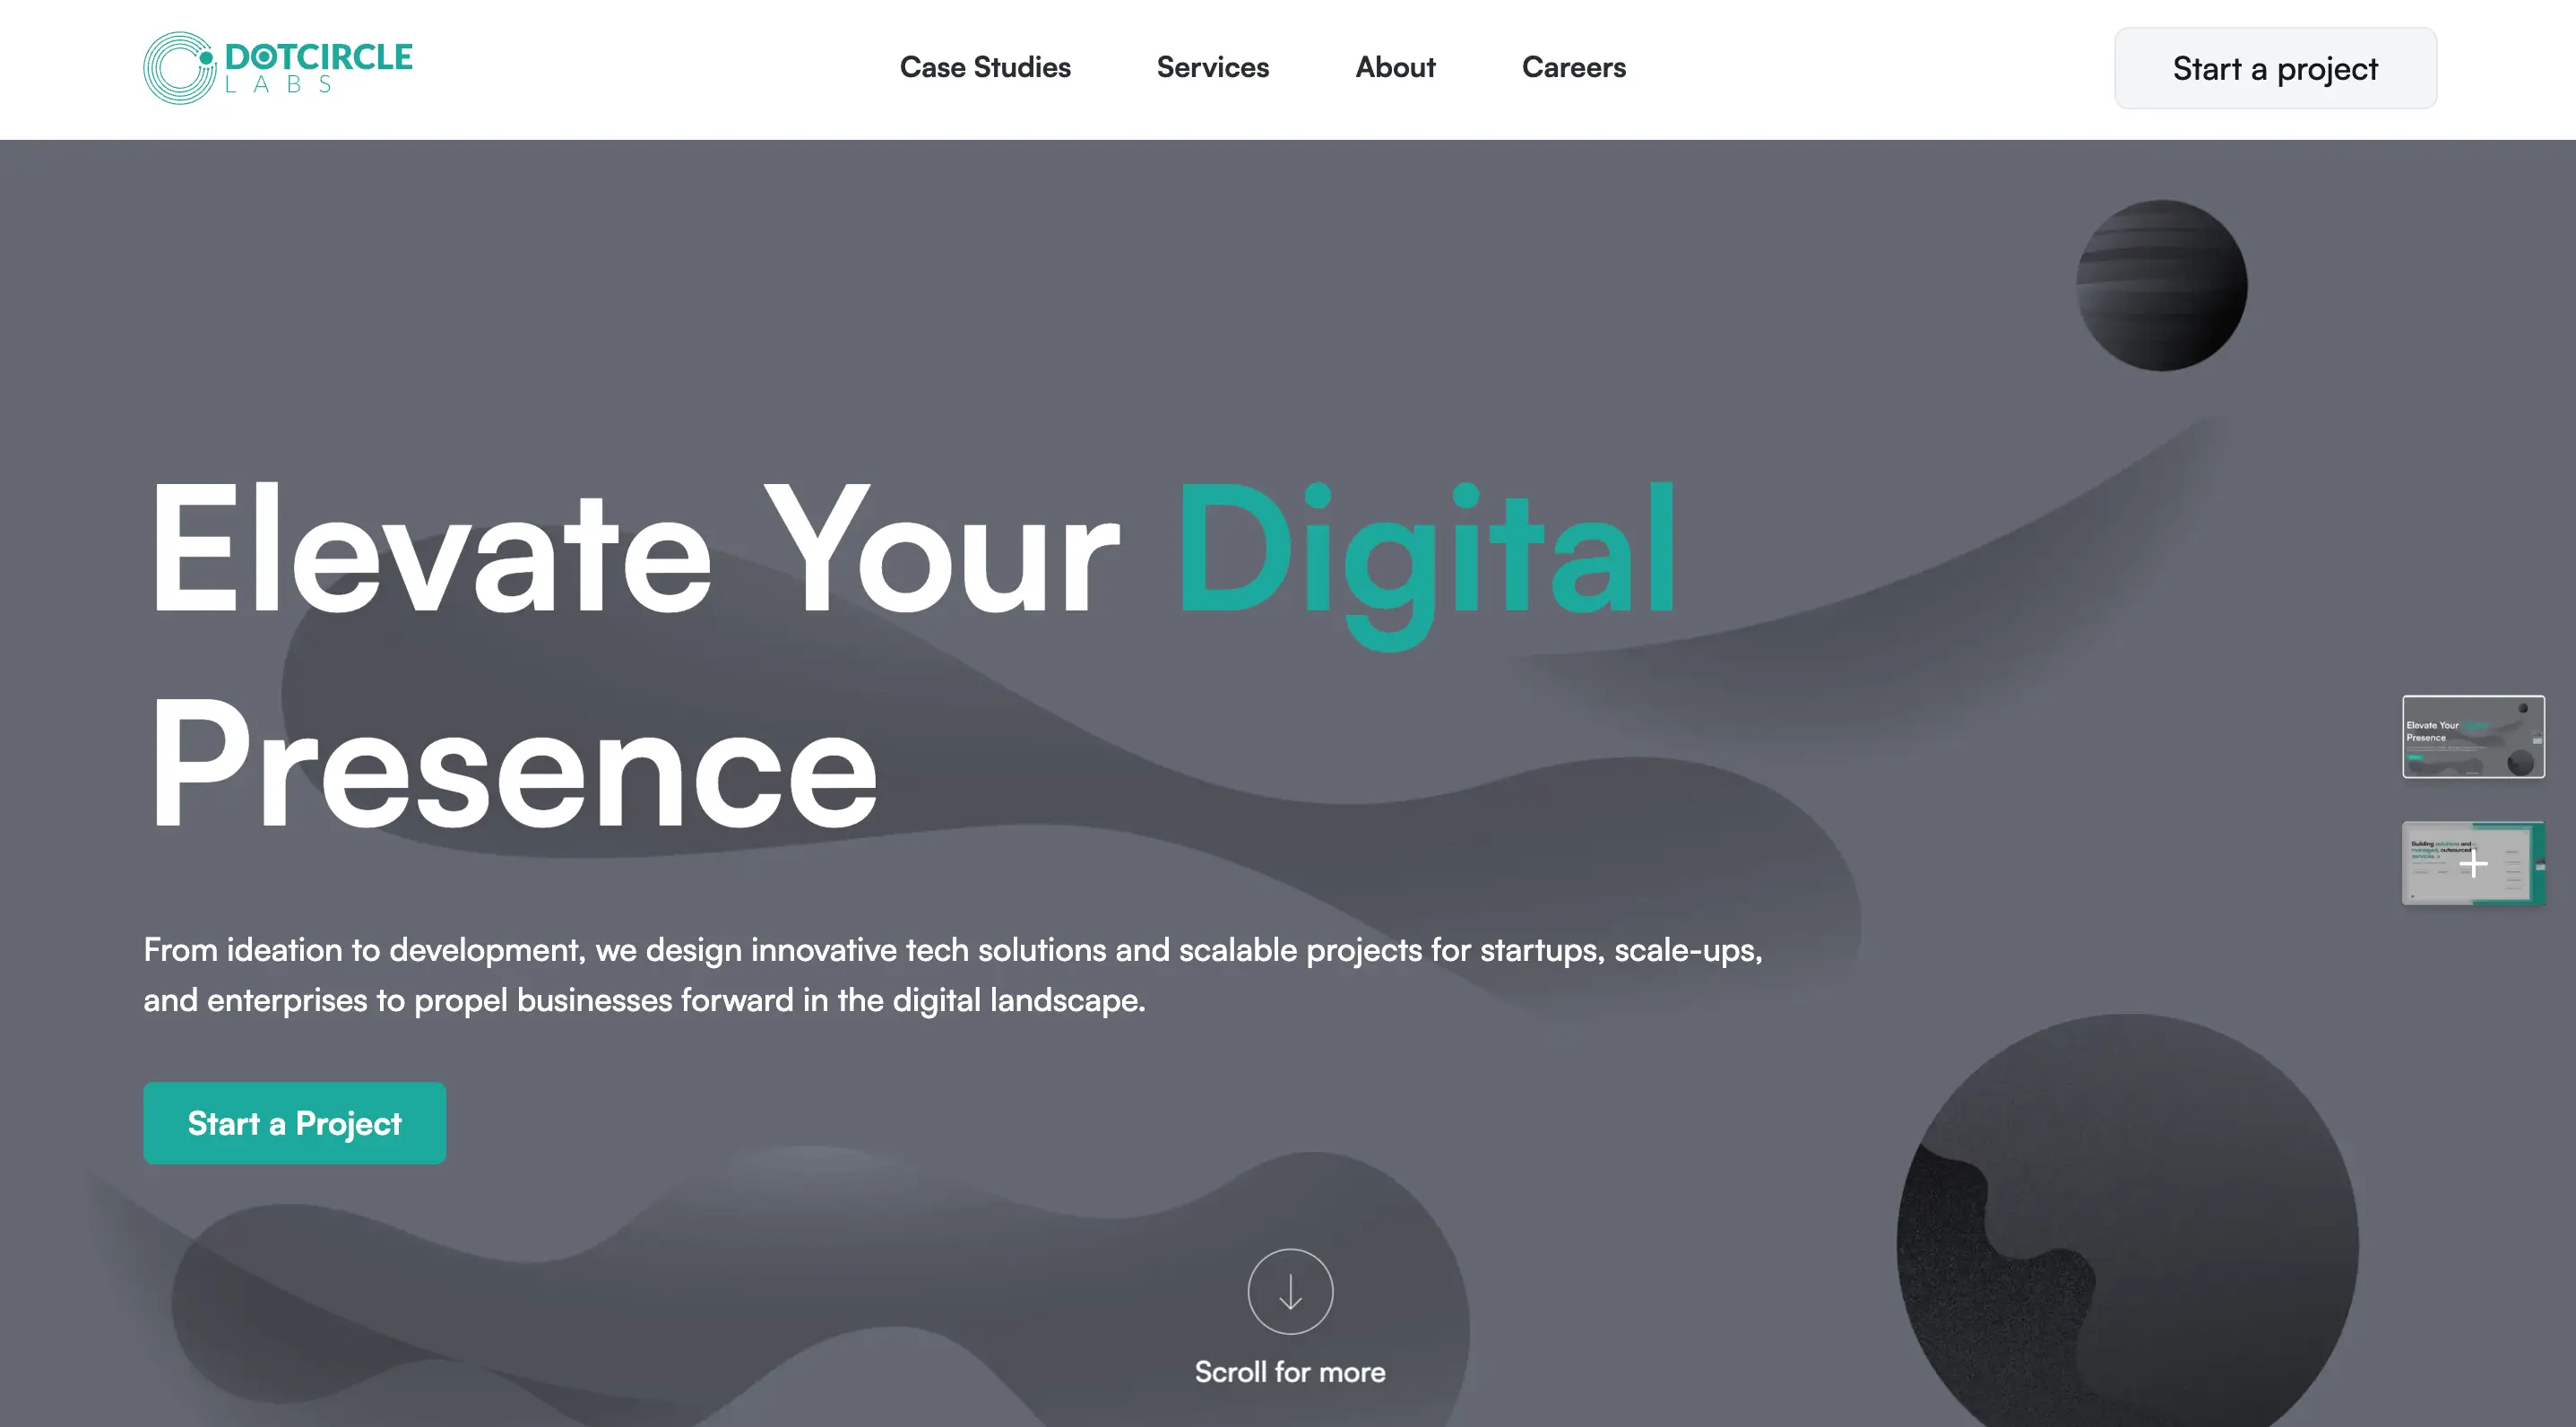 DOTCIRCLE
LABS
Case Studies
Services
About
Careers
Start a project
Elevate Your Digital
Presence
From ideation to development, we design innovative tech solutions and scalable projects for startups, scale-ups,
and enterprises to propel businesses forward in the digital landscape.
Start a Project
Scroll for more
Elevate Your
Presence
Building solutions and
managed, outsourced
services